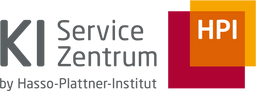 KI Service Zentrum
by Hasso-Plattner-Institut
HPI